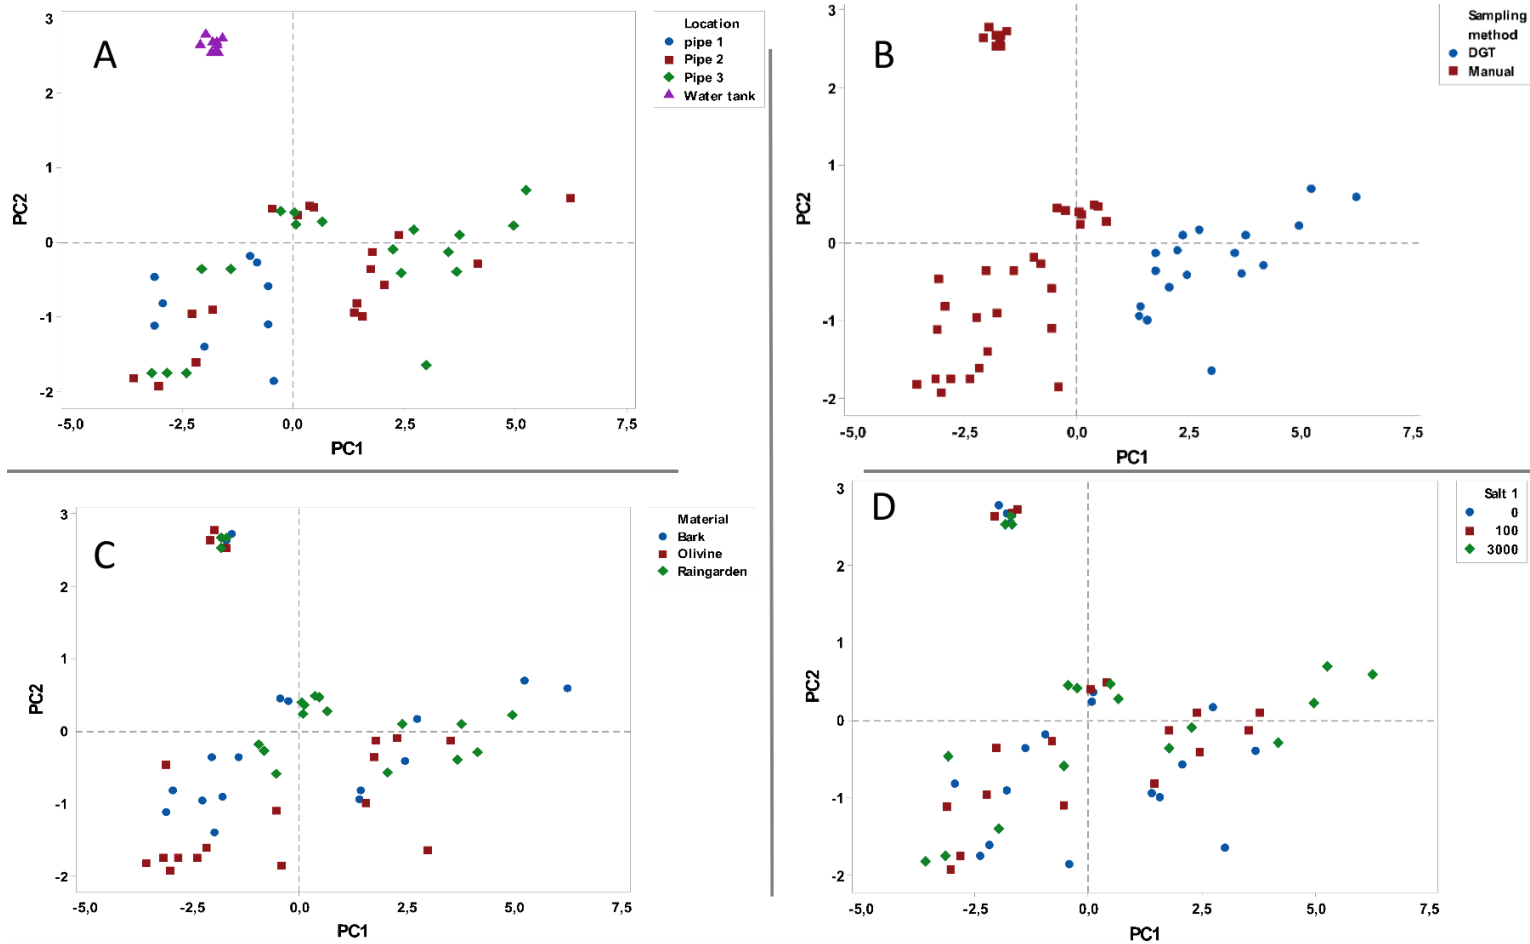 A
3
2
1
0
-1
-2
PC2
-5,0 -2,5 0,0 2,5 5,0 7,5
PC1
Location
pipe 1
Pipe 2
Pipe 3
Water tank
B
3
2
1
0
-1
-2
PC2
-5,0 -2,5 0,0 2,5 5,0 7,5
PC1
Sampling
method
DGT
Manual
C
3
2
1
0
-1
-2
PC2
-5,0 -2,5 0,0 2,5 5,0 7,5
PC1
Material
Bark
Olivine
Raingarden
D
3
2
1
0
-1
-2
PC2
-5,0 -2,5 0,0 2,5 5,0 7,5
PC1
Salt 1
0
100
3000